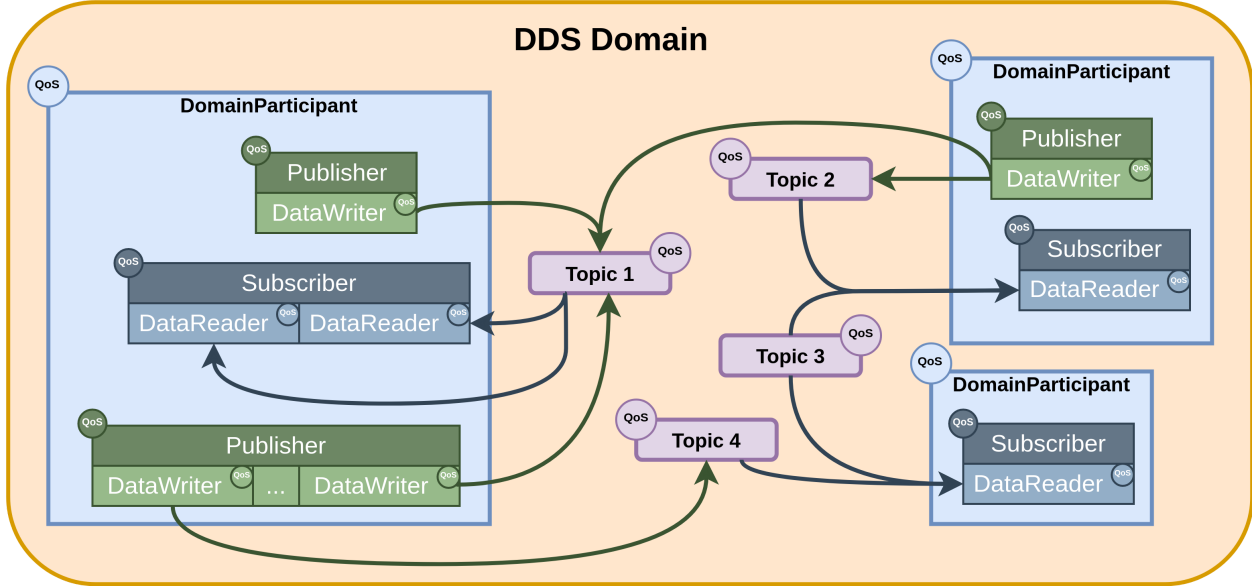 DDS Domain
QoS
DomainParticipant
QoS
Publisher
DataWriter
QoS
QoS
Subscriber
DataReader
QoS
DataReader
QoS
QoS
Publisher
DataWriter
QoS
...
DataWriter
QoS
Topic 1
QoS
QoS
Topic 2
Topic 3
QoS
QoS
Topic 4
QoS
DomainParticipant
QoS
Publisher
DataWriter
QoS
QoS
Subscriber
DataReader
QoS
QoS
DomainParticipant
QoS
Subscriber
DataReader
QoS